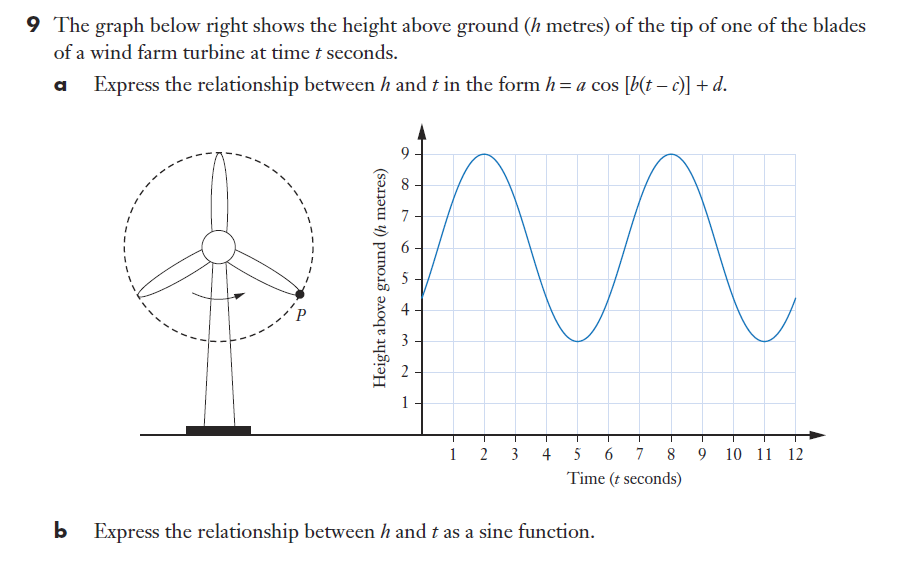 9 The graph below right shows the height above ground (h metres) of the tip of one of the blades
of a wind farm turbine at time t seconds.
a Express the relationship between h and t in the form h = a cos [b(t – c)] + d.
P
Height above ground (h metres)
9
8
7
6
5
4
3
2
1
1 2 3 4 5 6 7 8 9 10 11 12
Time (t seconds)
b Express the relationship between h and t as a sine function.